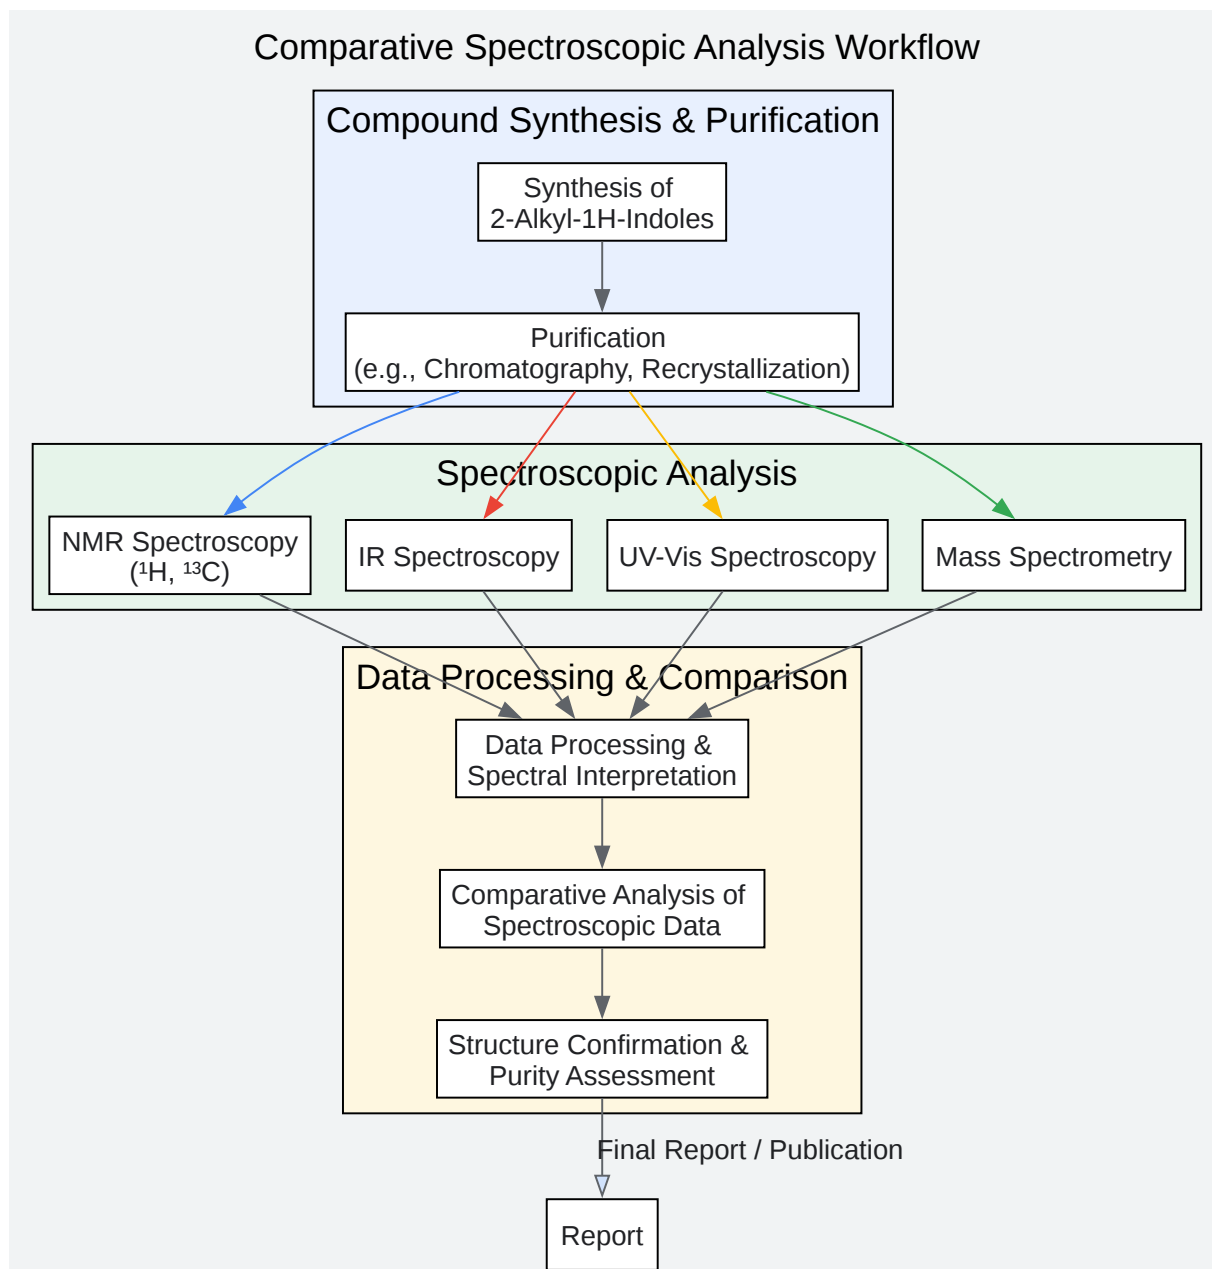 Comparative Spectroscopic Analysis Workflow
Compound Synthesis & Purification
Synthesis of
2-Alkyl-1H-Indoles
Purification
(e.g., Chromatography, Recrystallization)
Spectroscopic Analysis
NMR Spectroscopy
(¹H, ¹³C)
IR Spectroscopy
UV-Vis Spectroscopy
Mass Spectrometry
Data Processing & Comparison
Data Processing &
Spectral Interpretation
Comparative Analysis of
Spectroscopic Data
Structure Confirmation &
Purity Assessment
Final Report / Publication
Report